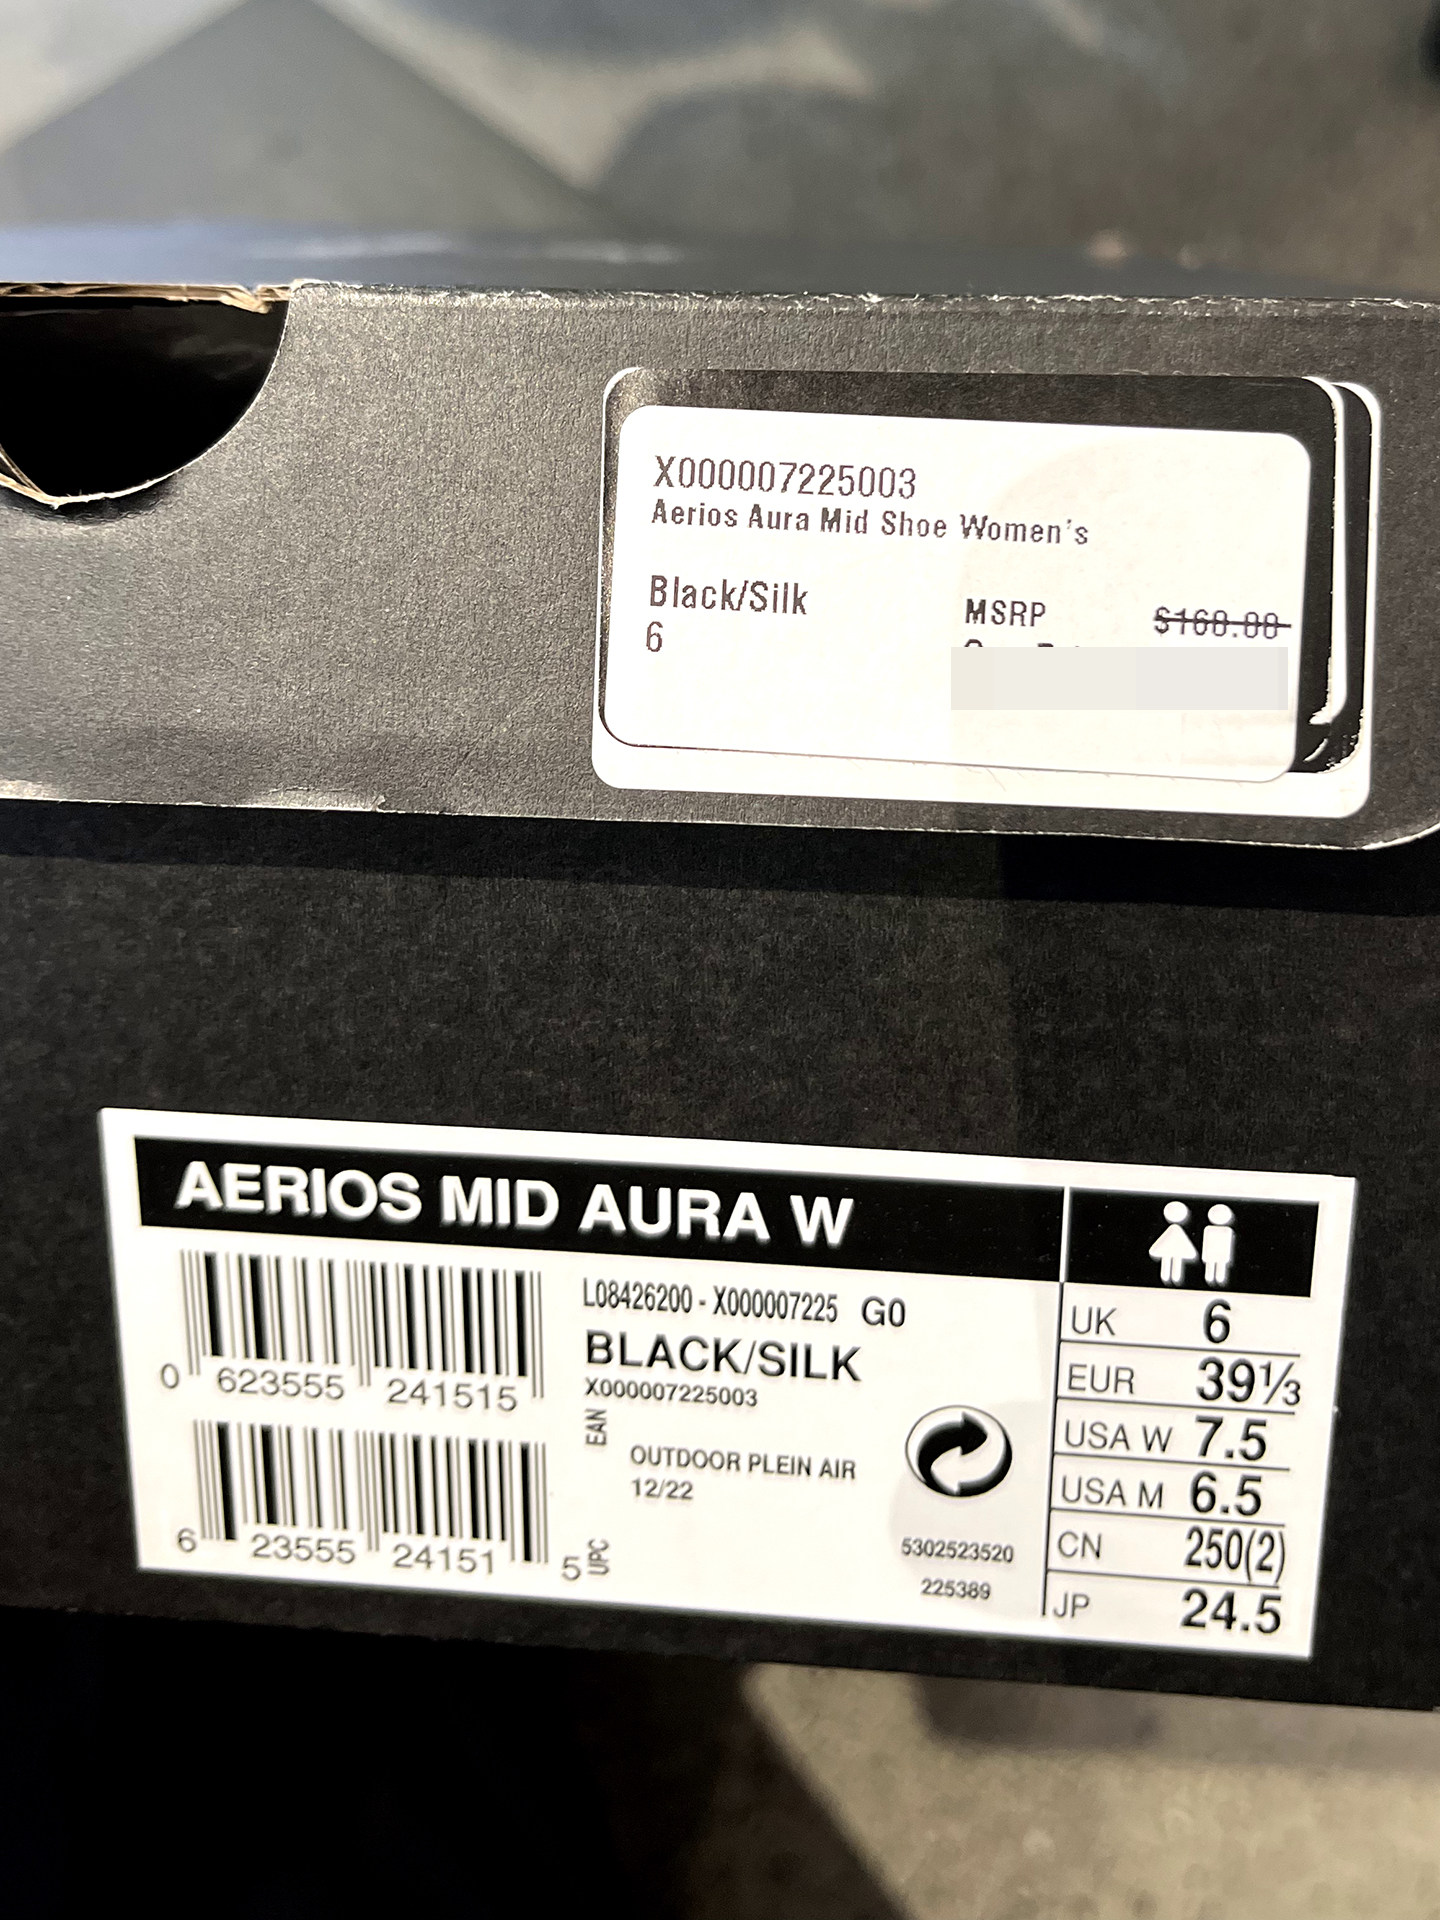 X000007225003
Aerios Aura Mid Shoe Women's
Black/Silk
6
MSRP $160.00
AERIOS MID AURA W
0 623555 241515
L08426200 - X000007225 G0
BLACK/SILK
X000007225003
EAN
OUTDOOR PLEIN AIR
12/22
6 23555 24151 5
UPC
5302523520
225389
UK 6
EUR 39⅓
USA W 7.5
USA M 6.5
CN 250(2)
JP 24.5